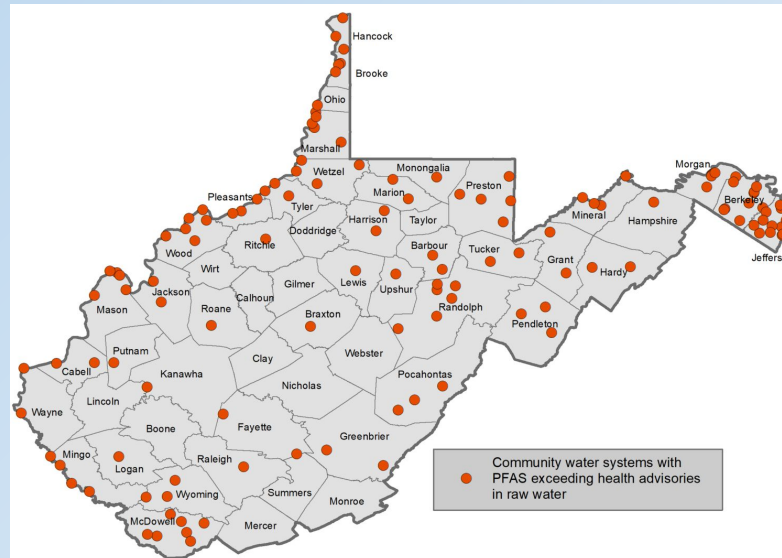 Hancock
Brooke
Ohio
Marshall
Wetzel
Monongalia
Morgan
Pleasants
Tyler
Marion
Preston
Berkeley
Mineral
Hampshire
Harrison
Taylor
Doddridge
Ritchie
Wood
Barbour
Tucker
Jeffers
Wirt
Grant
Hardy
Jackson
Calhoun
Gilmer
Lewis
Upshur
Mason
Roane
Randolph
Braxton
Pendleton
Putnam
Webster
Cabell
Clay
Kanawha
Pocahontas
Nicholas
Lincoln
Wayne
Boone
Fayette
Greenbrier
Mingo
Logan
Raleigh
Wyoming
Summers
Monroe
McDowell
Mercer
Community water systems with
PFAS exceeding health advisories
in raw water